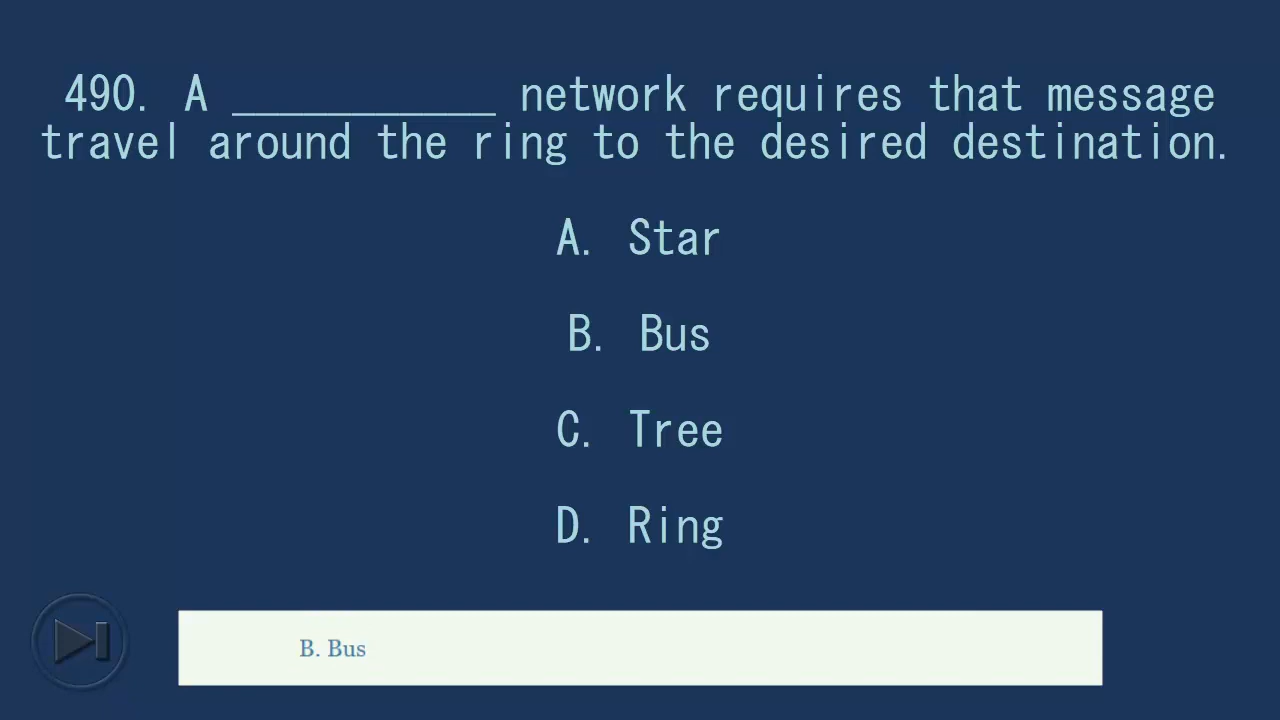 490. A ___________ network requires that message
travel around the ring to the desired destination.
A. Star
B. Bus
C. Tree
D. Ring
B. Bus